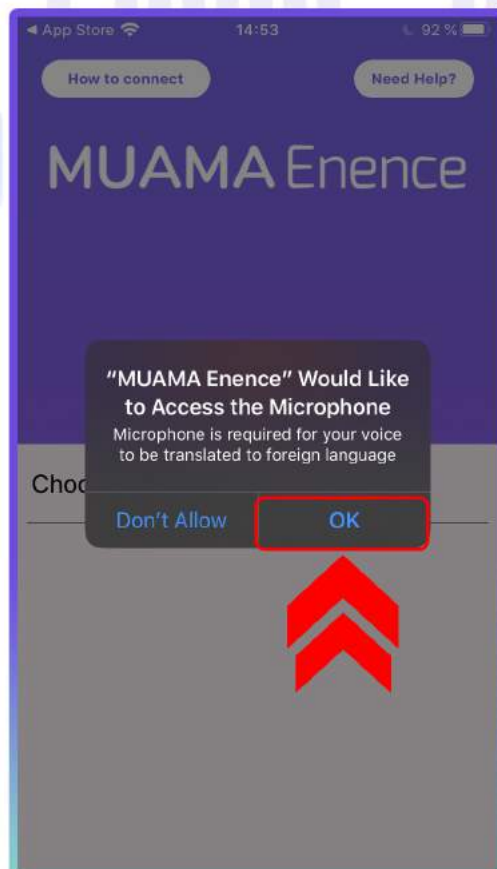 App Store 14:53 92 %
How to connect Need Help?
MUAMA Enence
“MUAMA Enence” Would Like
to Access the Microphone
Microphone is required for your voice
to be translated to foreign language
Choo
Don’t Allow OK